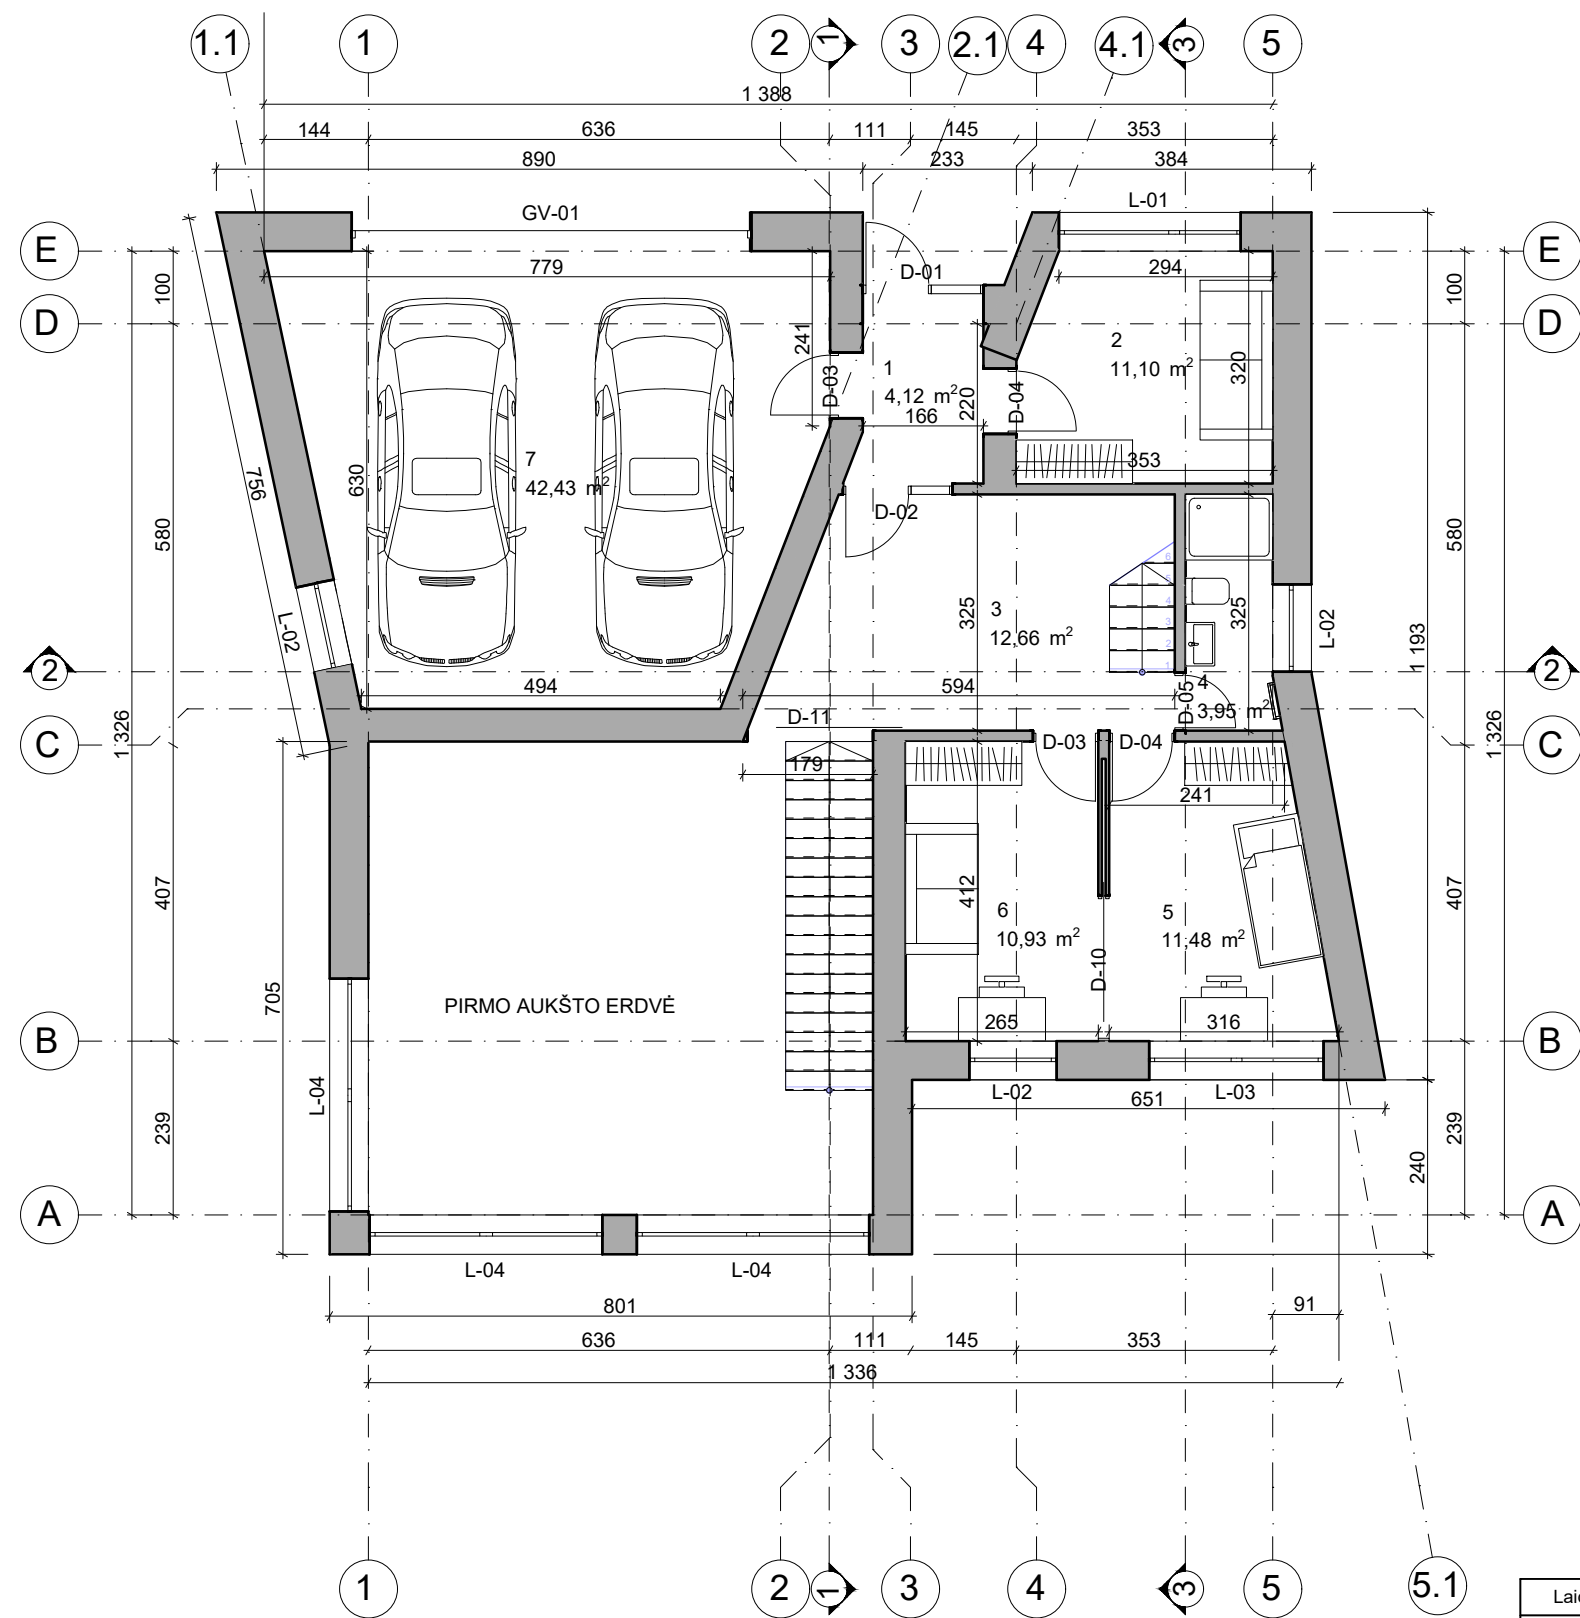 1.1 1 2 1 3 2.1 4 4.1 3 5
1 388
144 636 111 145 353
890 233 384
GV-01 L-01
E E
779 D-01 294
100 100
D D
241 D-03 1 2 320
4,12 m² 11,10 m²
166 220 D-04
7 353
42,43 m²
630 756 D-02
580 580
L-02 325 3 325 L-02
12,66 m²
1 2 3 4 5 6
1 193
2 2
494 594 D-05 4
3,95 m²
D-11
C C
1 326 1 326
D-03 D-04
179 241
407 412 407
6 5
10,93 m² 11,48 m²
D-10
705 PIRMO AUKŠTO ERDVĖ
265 316
B B
L-04 L-02 L-03
651
239 239
240
A A
L-04 L-04
801 91
636 111 145 353
1 336
1 2 1 3 4 3 5 5.1